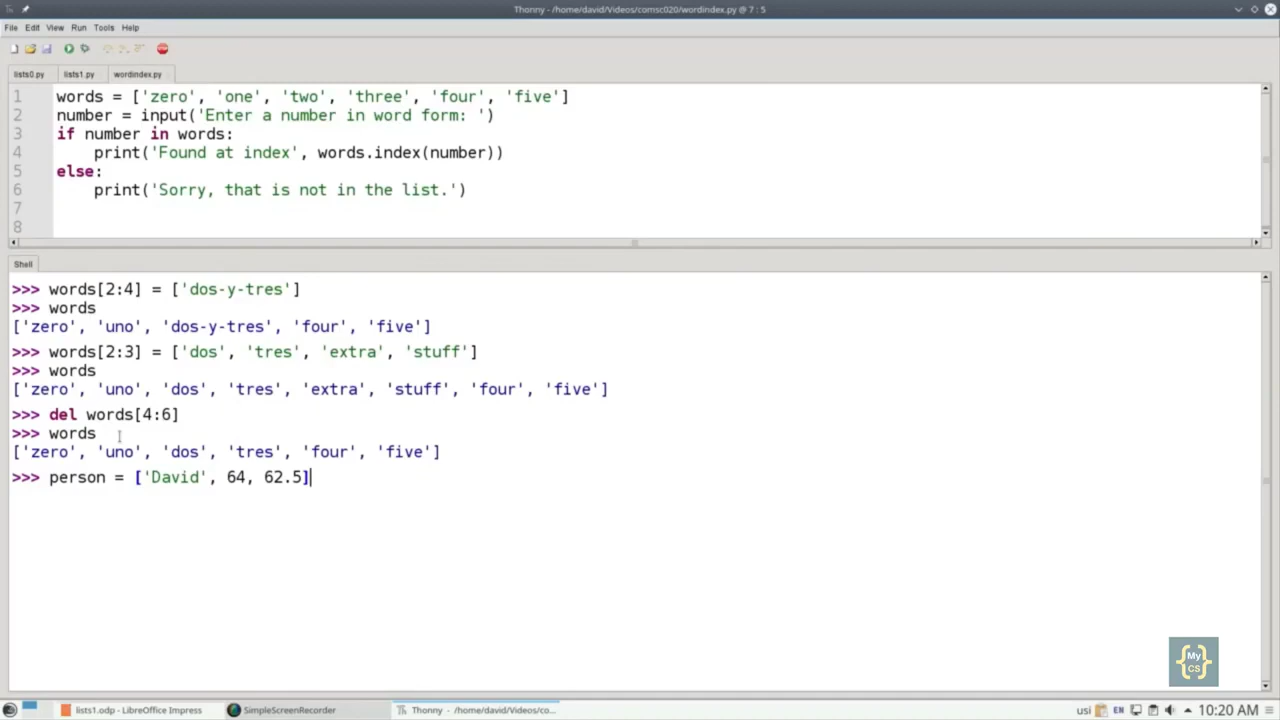 Thonny - /home/david/Videos/comsc020/wordindex.py @ 7 : 5
File Edit View Run Tools Help
lists0.py lists1.py wordindex.py
1 words = ['zero', 'one', 'two', 'three', 'four', 'five']
2 number = input('Enter a number in word form: ')
3 if number in words:
4     print('Found at index', words.index(number))
5 else:
6     print('Sorry, that is not in the list.')
7
8
Shell
>>> words[2:4] = ['dos-y-tres']
>>> words
['zero', 'uno', 'dos-y-tres', 'four', 'five']
>>> words[2:3] = ['dos', 'tres', 'extra', 'stuff']
>>> words
['zero', 'uno', 'dos', 'tres', 'extra', 'stuff', 'four', 'five']
>>> del words[4:6]
>>> words
['zero', 'uno', 'dos', 'tres', 'four', 'five']
>>> person = ['David', 64, 62.5]
{My}
CS
lists1.odp - LibreOffice Impress SimpleScreenRecorder Thonny - /home/david/Videos/co... usi EN 10:20 AM